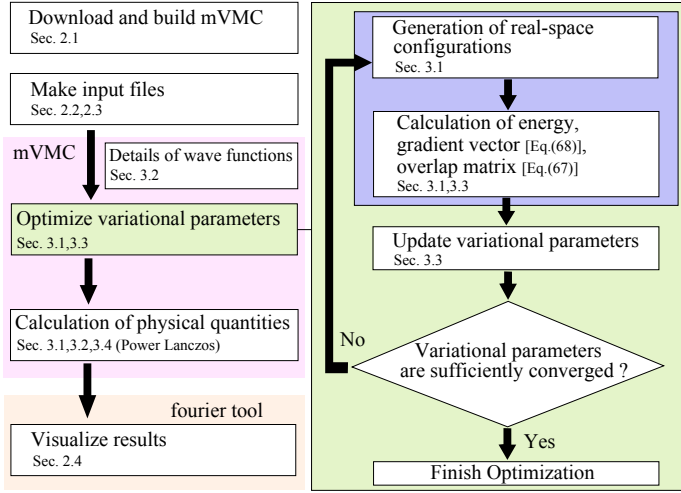 Download and build mVMC
Sec. 2.1
Make input files
Sec. 2.2,2.3
mVMC
Details of wave functions
Sec. 3.2
Optimize variational parameters
Sec. 3.1,3.3
Calculation of physical quantities
Sec. 3.1,3.2,3.4 (Power Lanczos)
fourier tool
Visualize results
Sec. 2.4
Generation of real-space
configurations
Sec. 3.1
Calculation of energy,
gradient vector [Eq.(68)],
overlap matrix [Eq.(67)]
Sec. 3.1,3.3
Update variational parameters
Sec. 3.3
No
Variational parameters
are sufficiently converged ?
Yes
Finish Optimization